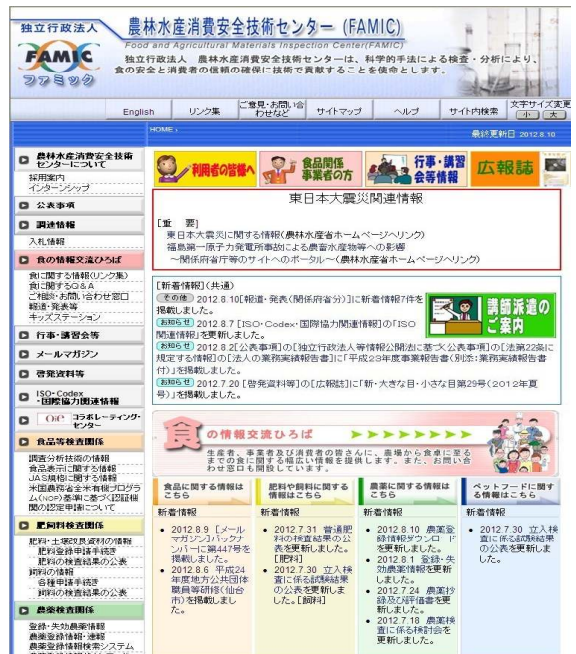 独立行政法人
農林水産消費安全技術センター (FAMIC)
Food and Agricultural Materials Inspection Center(FAMIC)
FAMIC
ファミック
独立行政法人 農林水産消費安全技術センターは、科学的手法による検査・分析により、
食の安全と消費者の信頼の確保に技術で貢献することを使命とします。
English
リンク集
ご意見・お問い合
わせなど
サイトマップ
ヘルプ
サイト内検索
文字サイズ変更
小 大
HOME ›
最終更新日 2012.8.10
農林水産消費安全技術
センターについて
採用案内
インターンシップ
公表事項
調達情報
入札情報
食の情報交流ひろば
食に関する情報(リンク集)
食に関するQ&A
ご相談・お問い合わせ窓口
報道・発表等
キッズステーション
行事・講習会等
メールマガジン
啓発資料等
ISO・Codex
・国際協力関連情報
OIE コラボレーティング・
センター
食品等検査関係
調査分析技術の情報
食品表示に関する情報
JAS規格に関する情報
米国農務省全米有機プログラ
ム(NOP)基準に基づく認証機
関の認定申請について
肥飼料検査関係
肥料・土壌改良資材の情報
肥料登録申請手続き
肥料の検査結果の公表
飼料の情報
各種申請手続き
飼料の検査結果の公表
農薬検査関係
登録・失効農薬情報
農薬登録情報・速報
農薬登録情報検索システム
利用者の皆様へ
食品関係
事業者の方
行事・講習
会等情報
広報誌
東日本大震災関連情報
[重 要]
東日本大震災に関する情報(農林水産省ホームページへリンク)
福島第一原子力発電所事故による農畜水産物等への影響
~関係府省庁等のサイトへのポータル~(農林水産省ホームページへリンク)
[新着情報](共通)
その他 2012.8.10[報道・発表(関係府省分)]に新着情報7件を
掲載しました。
お知らせ 2012.8.7 [ISO・Codex・国際協力関連情報]の「ISO
関連情報」を更新しました。
お知らせ 2012.8.2[公表事項]の[独立行政法人等情報公開法に基づく公表事項]の[法第22条に
規定する情報]の[法人の業務実績報告書]に「平成23年度事業報告書(別添:業務実績報告書
付)」を掲載しました。
お知らせ 2012.7.20 [啓発資料等]の[広報誌]に「新・大きな目・小さな目第29号(2012年夏
号)」を掲載しました。
講師派遣の
ご案内
食の情報交流ひろば
生産者、事業者及び消費者の皆さんに、農場から食卓に至る
までの食に関する幅広い情報を提供します。また、お問い合
わせ窓口も開設しています。
食品に関する情報は
こちら
新着情報
• 2012.8.9 [メール
マガジン]バックナ
ンバーに第447号を
掲載しました。
• 2012.8.6 平成24
年度地方公共団体
職員等研修(仙台
市)を掲載しまし
た。
肥料や飼料に関する
情報はこちら
新着情報
• 2012.7.31 普通肥
料の検査結果の公
表を更新しました。
[肥料]
• 2012.7.30 立入検
査に係る試験結果
の公表を更新しま
した。[飼料]
農薬に関する情報は
こちら
新着情報
• 2012.8.10 農薬登
録情報ダウンロード
を更新しました。
• 2012.8.1 登録・失
効農薬情報を更新
しました。
• 2012.7.24 農薬抄
録及び評価書を更
新しました。
• 2012.7.18 農薬検
査に係る検討会を
更新しました。
ペットフードに関す
る情報はこちら
新着情報
• 2012.7.30 立入検
査に係る試験結果
の公表を更新しま
した。